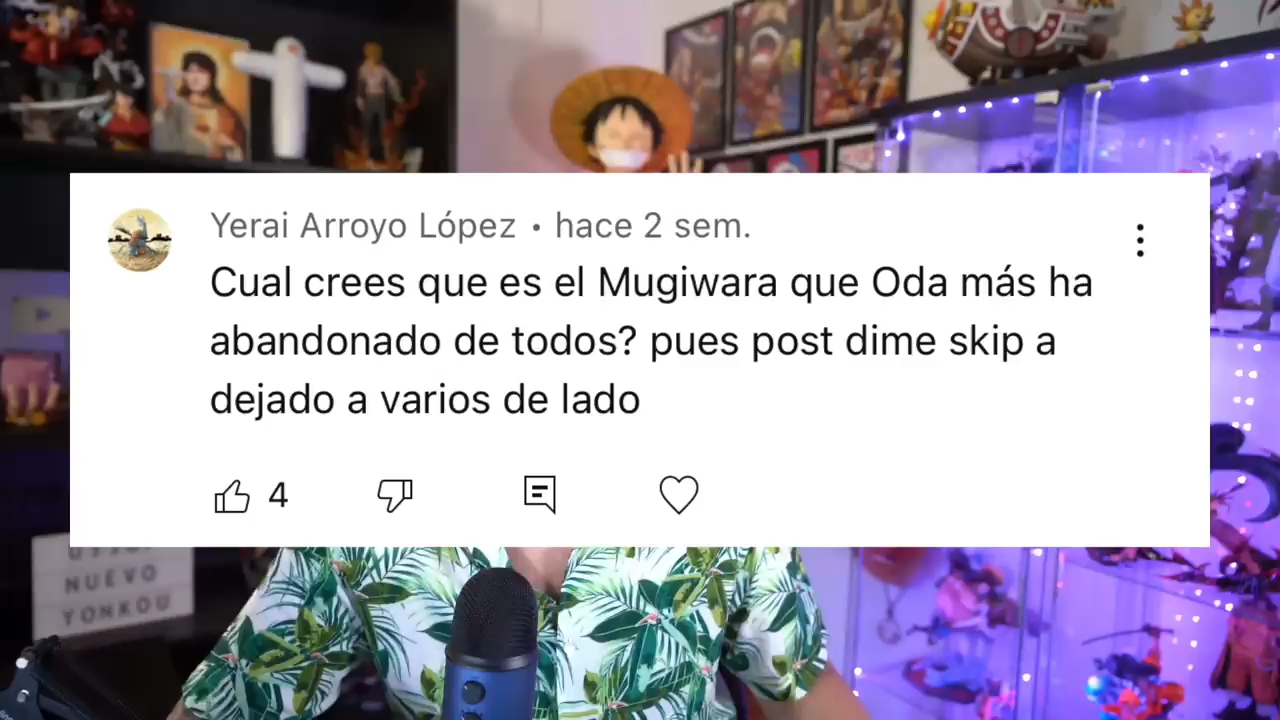 Yerai Arroyo López • hace 2 sem.
Cual crees que es el Mugiwara que Oda más ha
abandonado de todos? pues post dime skip a
dejado a varios de lado
4
NUEVO
YONKOU